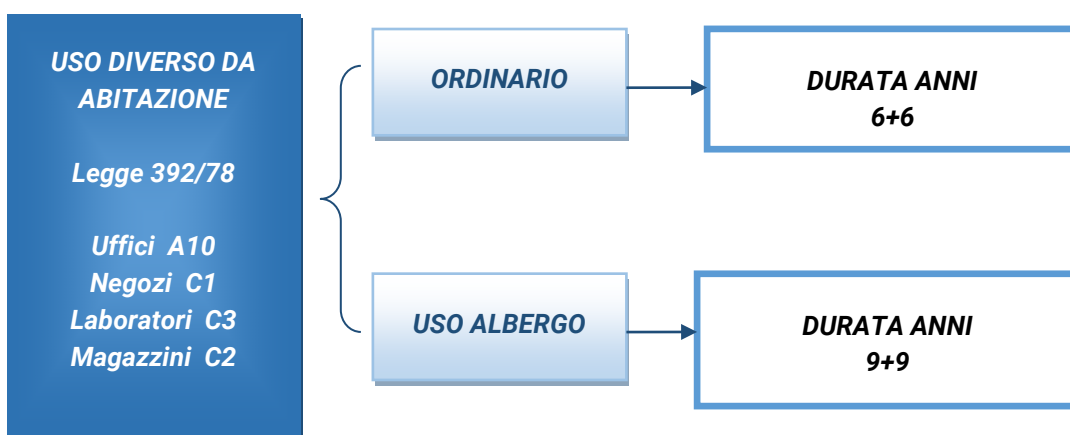 USO DIVERSO DA
ABITAZIONE
Legge 392/78
Uffici A10
Negozi C1
Laboratori C3
Magazzini C2
ORDINARIO
DURATA ANNI
6+6
USO ALBERGO
DURATA ANNI
9+9